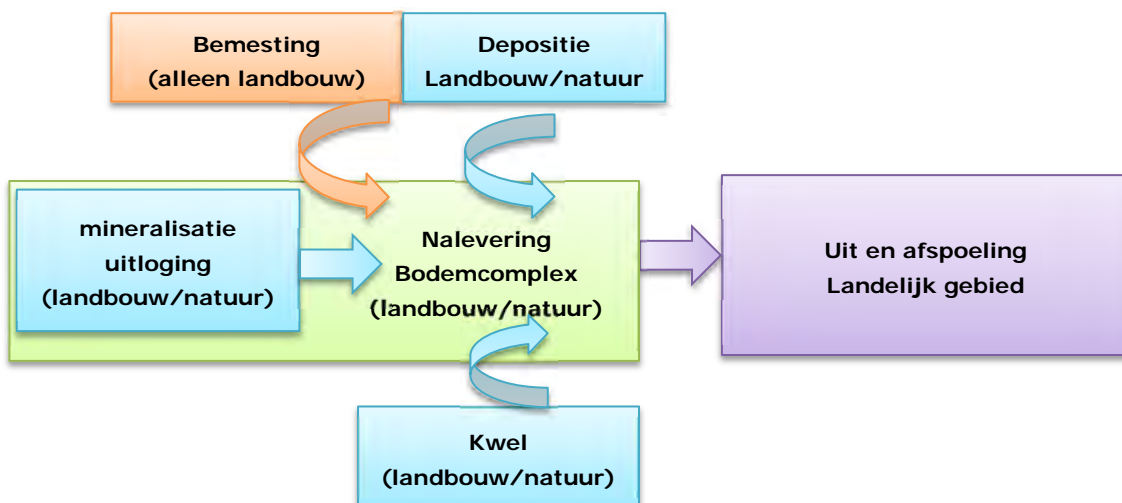 Bemesting
(alleen landbouw)
Depositie
Landbouw/natuur
mineralisatie
uitloging
(landbouw/natuur)
Nalevering
Bodemcomplex
(landbouw/natuur)
Uit en afspoeling
Landelijk gebied
Kwel
(landbouw/natuur)